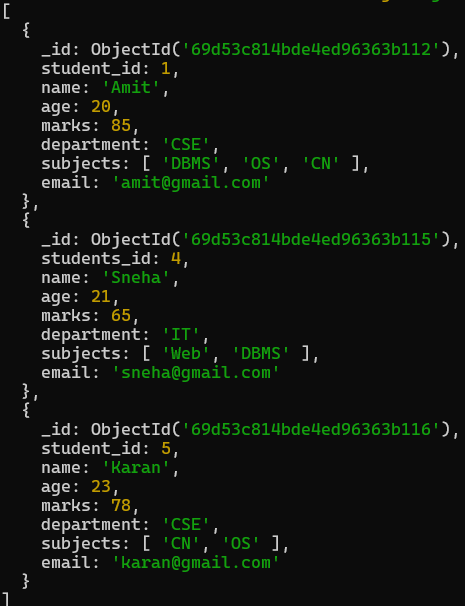 [
  {
    _id: ObjectId('69d53c814bde4ed96363b112'),
    student_id: 1,
    name: 'Amit',
    age: 20,
    marks: 85,
    department: 'CSE',
    subjects: [ 'DBMS', 'OS', 'CN' ],
    email: 'amit@gmail.com'
  },
  {
    _id: ObjectId('69d53c814bde4ed96363b115'),
    students_id: 4,
    name: 'Sneha',
    age: 21,
    marks: 65,
    department: 'IT',
    subjects: [ 'Web', 'DBMS' ],
    email: 'sneha@gmail.com'
  },
  {
    _id: ObjectId('69d53c814bde4ed96363b116'),
    student_id: 5,
    name: 'Karan',
    age: 23,
    marks: 78,
    department: 'CSE',
    subjects: [ 'CN', 'OS' ],
    email: 'karan@gmail.com'
  }
]